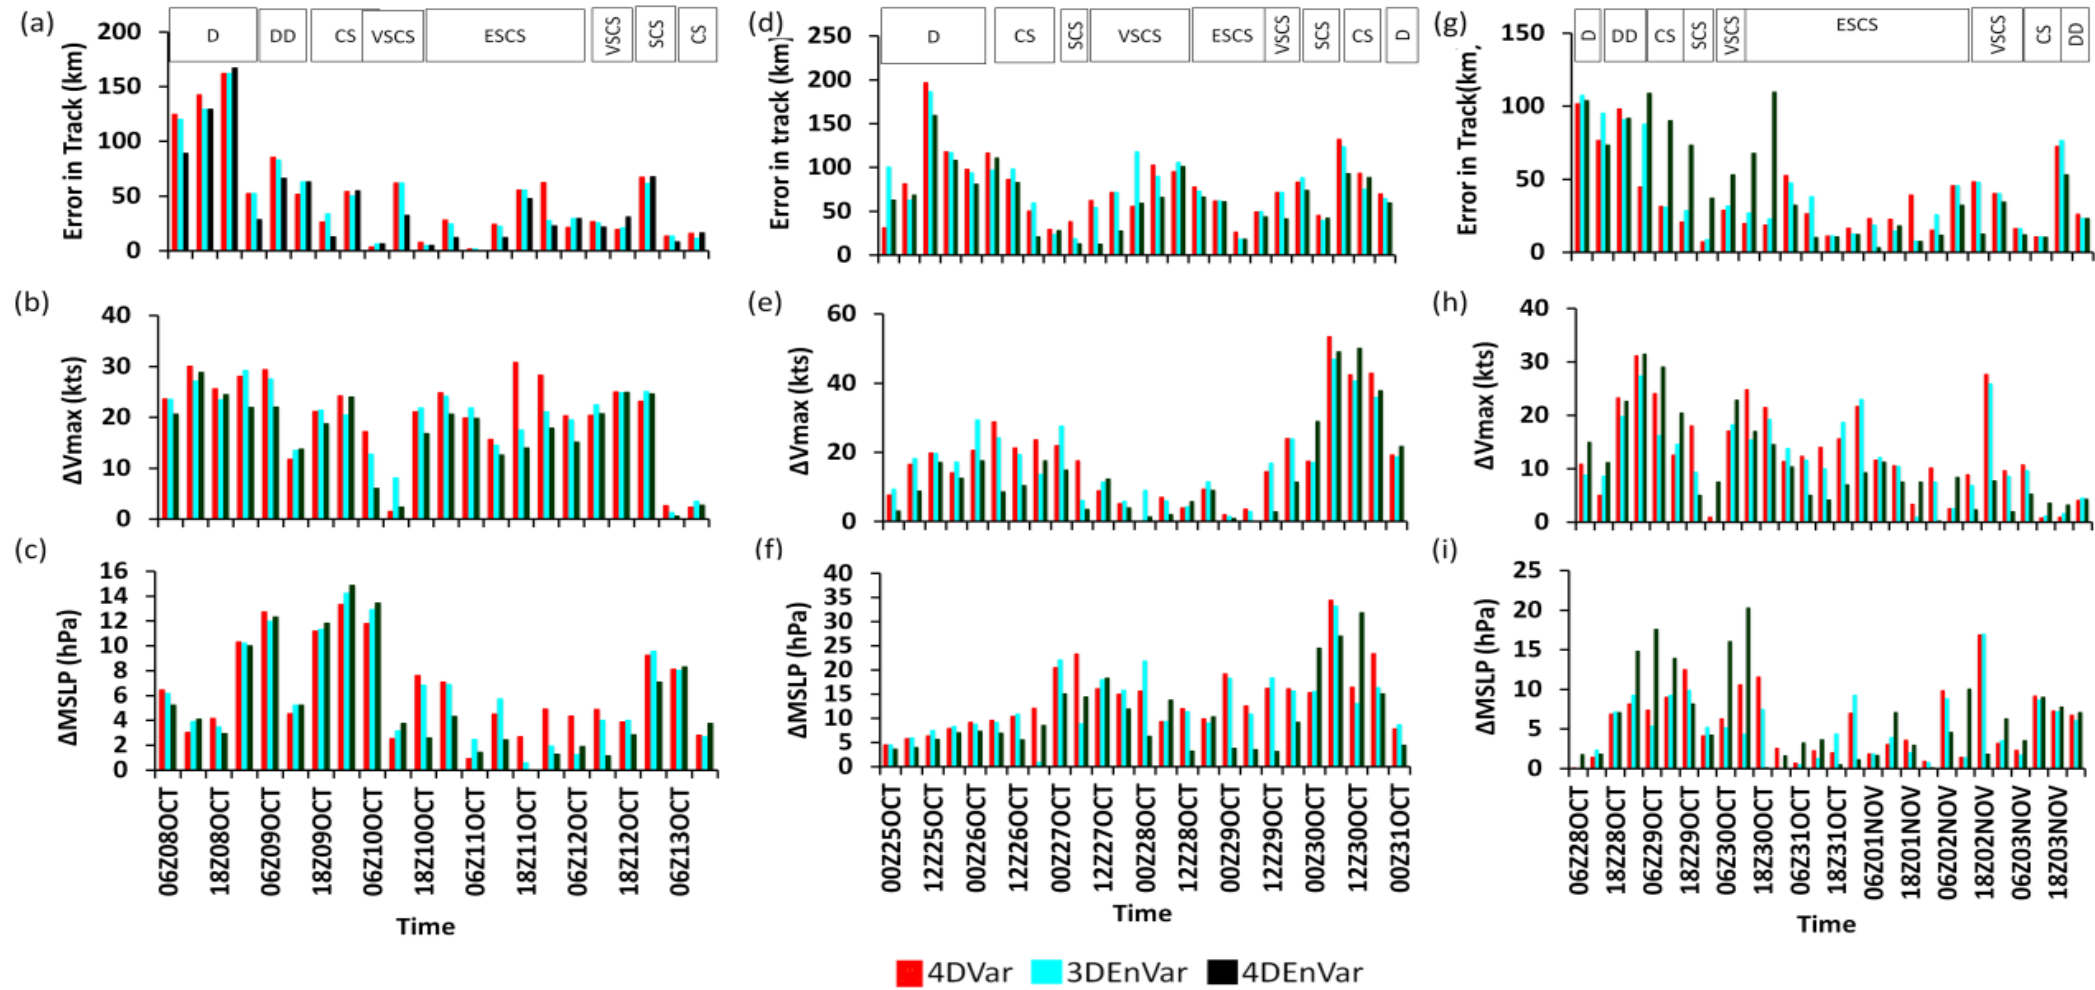 (a)
D
DD
CS
VSCS
ESCS
VSCS
SCS
CS
200
150
100
50
0
Error in Track (km)
(d)
D
CS
SCS
VSCS
ESCS
VSCS
SCS
CS
D
250
200
150
100
50
0
Error in track (km)
(g)
D
DD
CS
SCS
VSCS
ESCS
VSCS
CS
DD
150
100
50
0
Error in Track(km)
(b)
40
30
20
10
0
ΔVmax (kts)
(e)
60
40
20
0
ΔVmax (kts)
(h)
40
30
20
10
0
ΔVmax (kts)
(c)
16
14
12
10
8
6
4
2
0
ΔMSLP (hPa)
06Z08OCT
18Z08OCT
06Z09OCT
18Z09OCT
06Z10OCT
18Z10OCT
06Z11OCT
18Z11OCT
06Z12OCT
18Z12OCT
06Z13OCT
Time
(f)
40
35
30
25
20
15
10
5
0
ΔMSLP (hPa)
00Z25OCT
12Z25OCT
00Z26OCT
12Z26OCT
00Z27OCT
12Z27OCT
00Z28OCT
12Z28OCT
00Z29OCT
12Z29OCT
00Z30OCT
12Z30OCT
00Z31OCT
Time
(i)
25
20
15
10
5
0
ΔMSLP (hPa)
06Z28OCT
18Z28OCT
06Z29OCT
18Z29OCT
06Z30OCT
18Z30OCT
06Z31OCT
18Z31OCT
06Z01NOV
18Z01NOV
06Z02NOV
18Z02NOV
06Z03NOV
18Z03NOV
Time
4DVar
3DEnVar
4DEnVar